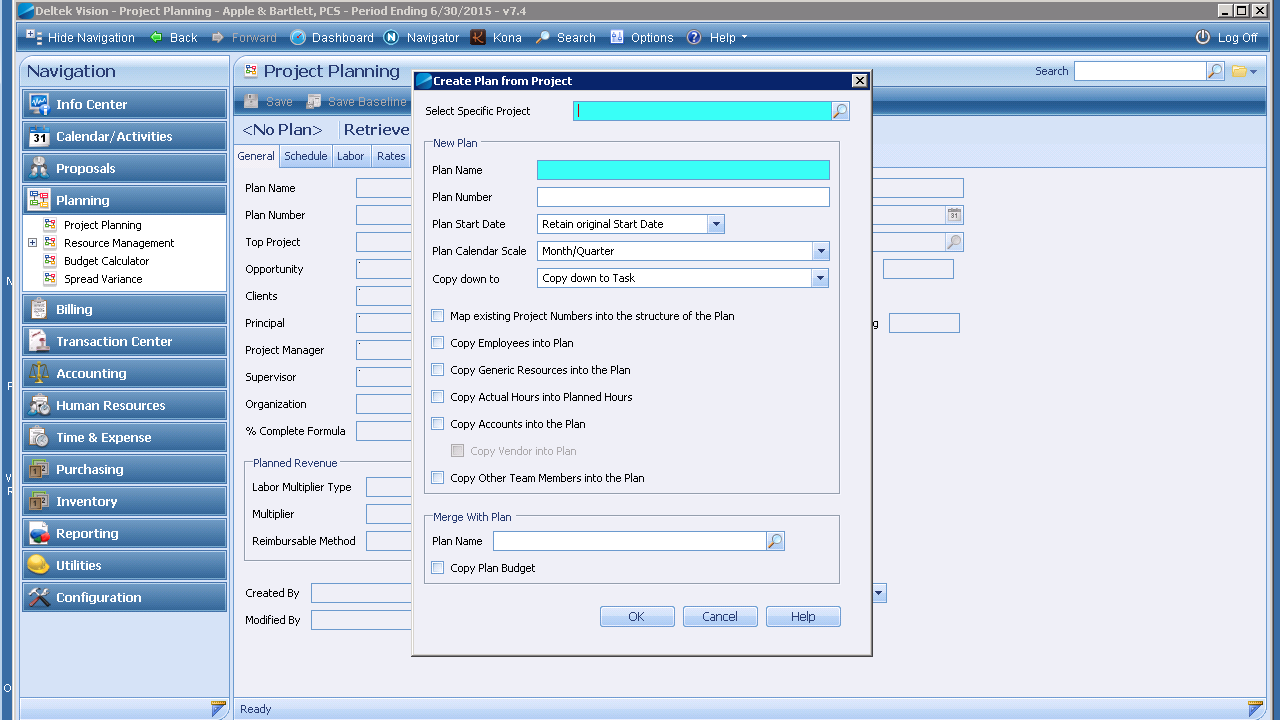 Deltek Vision - Project Planning - Apple & Bartlett, PCS - Period Ending 6/30/2015 - v7.4
Hide Navigation Back Forward Dashboard Navigator Kona Search Options Help Log Off
Navigation
Info Center
31 Calendar/Activities
Proposals
Planning
Project Planning
Resource Management
Budget Calculator
Spread Variance
Billing
Transaction Center
Accounting
Human Resources
Time & Expense
Purchasing
Inventory
Reporting
Utilities
Configuration
Project Planning
Search
Save Save Baseline
<No Plan> Retrieve
General Schedule Labor Rates
Plan Name
Plan Number
31
Top Project
Opportunity
Clients
Principal
g
Project Manager
Supervisor
Organization
% Complete Formula
Planned Revenue
Labor Multiplier Type
Multiplier
Reimbursable Method
Created By
Modified By
Create Plan from Project
Select Specific Project
New Plan
Plan Name
Plan Number
Plan Start Date Retain original Start Date
Plan Calendar Scale Month/Quarter
Copy down to Copy down to Task
Map existing Project Numbers into the structure of the Plan
Copy Employees into Plan
Copy Generic Resources into the Plan
Copy Actual Hours into Planned Hours
Copy Accounts into the Plan
Copy Vendor into Plan
Copy Other Team Members into the Plan
Merge With Plan
Plan Name
Copy Plan Budget
OK Cancel Help
Ready